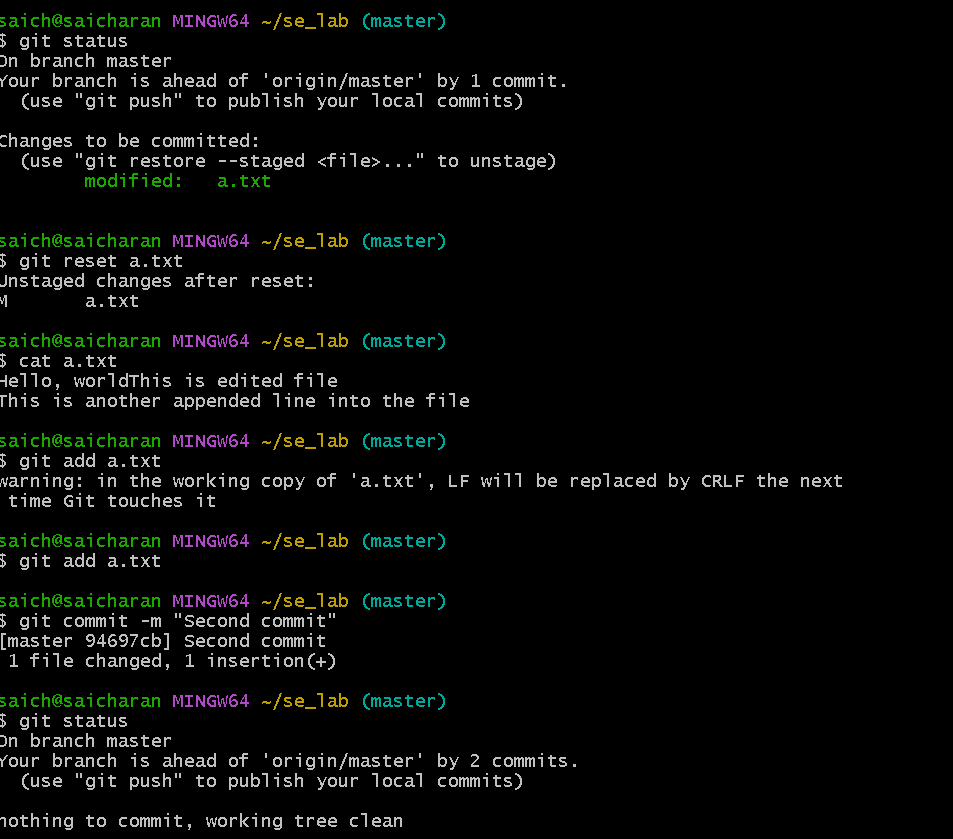 saich@saicharan MINGW64 ~/se_lab (master)
$ git status
On branch master
Your branch is ahead of 'origin/master' by 1 commit.
  (use "git push" to publish your local commits)

Changes to be committed:
  (use "git restore --staged <file>..." to unstage)
        modified:   a.txt


saich@saicharan MINGW64 ~/se_lab (master)
$ git reset a.txt
Unstaged changes after reset:
M       a.txt

saich@saicharan MINGW64 ~/se_lab (master)
$ cat a.txt
Hello, worldThis is edited file
This is another appended line into the file

saich@saicharan MINGW64 ~/se_lab (master)
$ git add a.txt
warning: in the working copy of 'a.txt', LF will be replaced by CRLF the next
 time Git touches it

saich@saicharan MINGW64 ~/se_lab (master)
$ git add a.txt

saich@saicharan MINGW64 ~/se_lab (master)
$ git commit -m "Second commit"
[master 94697cb] Second commit
 1 file changed, 1 insertion(+)

saich@saicharan MINGW64 ~/se_lab (master)
$ git status
On branch master
Your branch is ahead of 'origin/master' by 2 commits.
  (use "git push" to publish your local commits)

nothing to commit, working tree clean